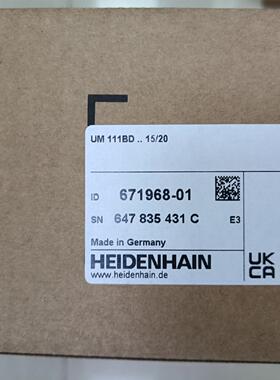 UM 111BD .. 15/20
ID 671968-01
SN 647 835 431 C E3
Made in Germany
HEIDENHAIN
www.heidenhain.de
UK
CA